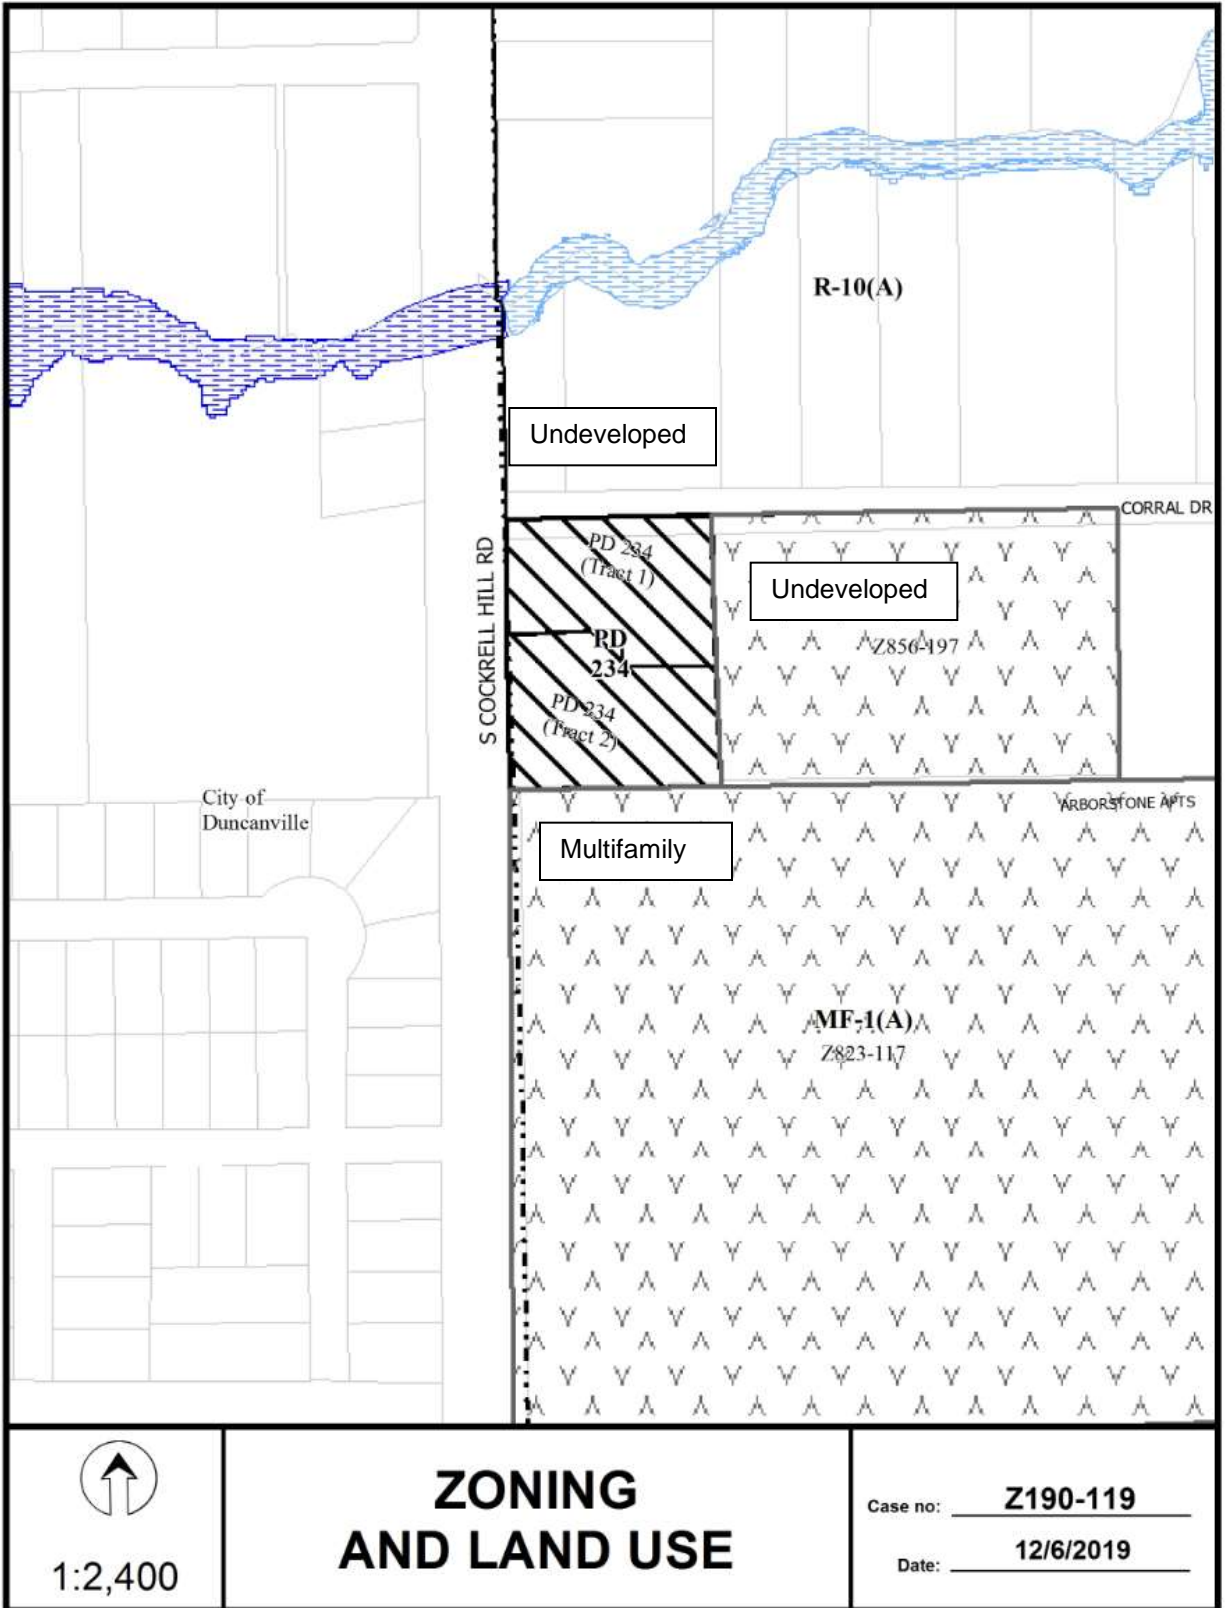 R-10(A)
Undeveloped
CORRAL DR
PD 234
(Tract 1)
Undeveloped
S COCKRELL HILL RD
PD
234
Z856-197
PD 234
(Tract 2)
City of
Duncanville
ARBORSTONE APTS
Multifamily
MF-1(A)
Z823-117
1:2,400
ZONING
AND LAND USE
Case no: Z190-119
Date: 12/6/2019